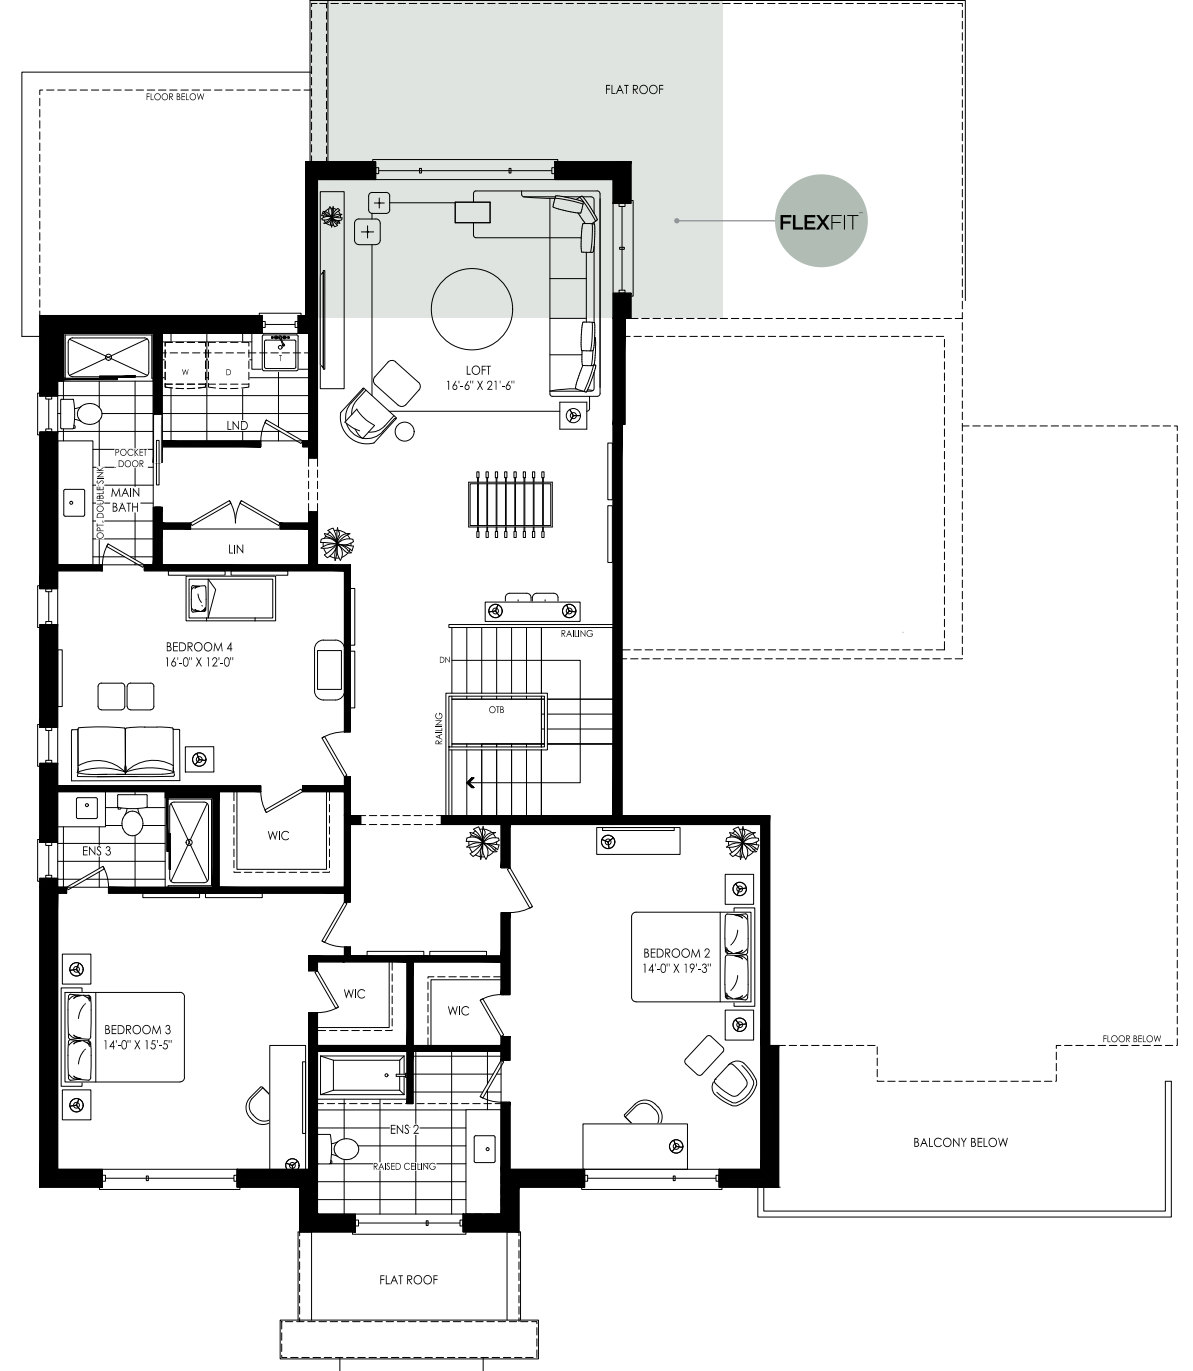 FLAT ROOF
FLOOR BELOW
FLEXFIT™
LOFT
16'-6" X 21'-6"
W
D
T
LND
POCKET
DOOR
MAIN
BATH
OPT. DOUBLE SINK
LIN
BEDROOM 4
16'-0" X 12'-0"
RAILING
DN
OTB
RAILING
WIC
ENS 3
BEDROOM 2
14'-0" X 19'-3"
WIC
WIC
BEDROOM 3
14'-0" X 15'-5"
FLOOR BELOW
ENS 2
BALCONY BELOW
RAISED CEILING
FLAT ROOF